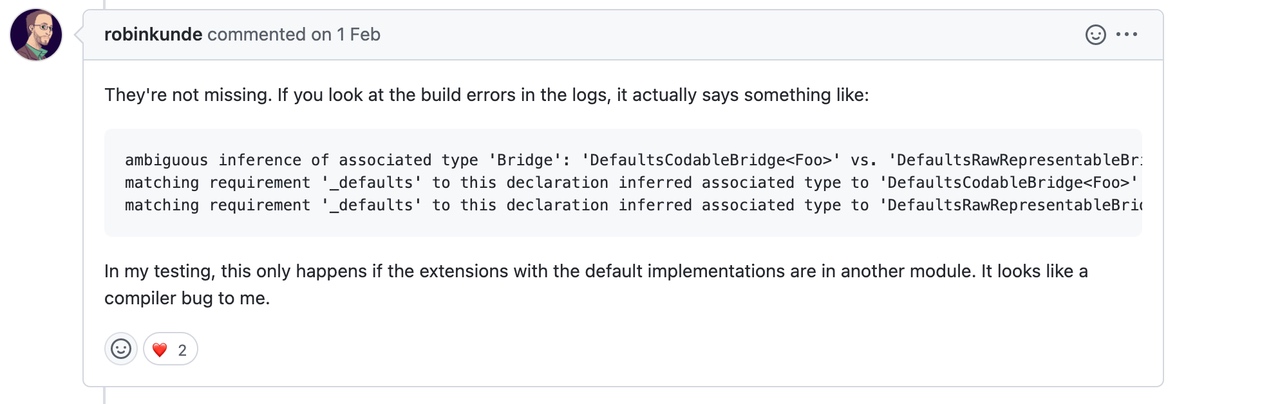 robinkunde commented on 1 Feb
They're not missing. If you look at the build errors in the logs, it actually says something like:
ambiguous inference of associated type 'Bridge': 'DefaultsCodableBridge<Foo>' vs. 'DefaultsRawRepresentableBr
matching requirement '_defaults' to this declaration inferred associated type to 'DefaultsCodableBridge<Foo>'
matching requirement '_defaults' to this declaration inferred associated type to 'DefaultsRawRepresentableBri
In my testing, this only happens if the extensions with the default implementations are in another module. It looks like a
compiler bug to me.
2